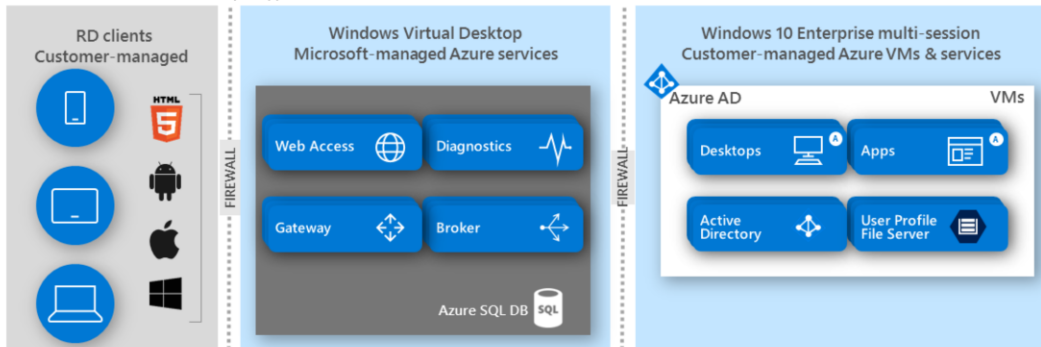 RD clients
Customer-managed
HTML
5
FIREWALL
Windows Virtual Desktop
Microsoft-managed Azure services
Web Access
Diagnostics
Gateway
Broker
Azure SQL DB
SQL
FIREWALL
Windows 10 Enterprise multi-session
Customer-managed Azure VMs & services
Azure AD
VMs
Desktops
A
Apps
A
Active
Directory
User Profile
File Server